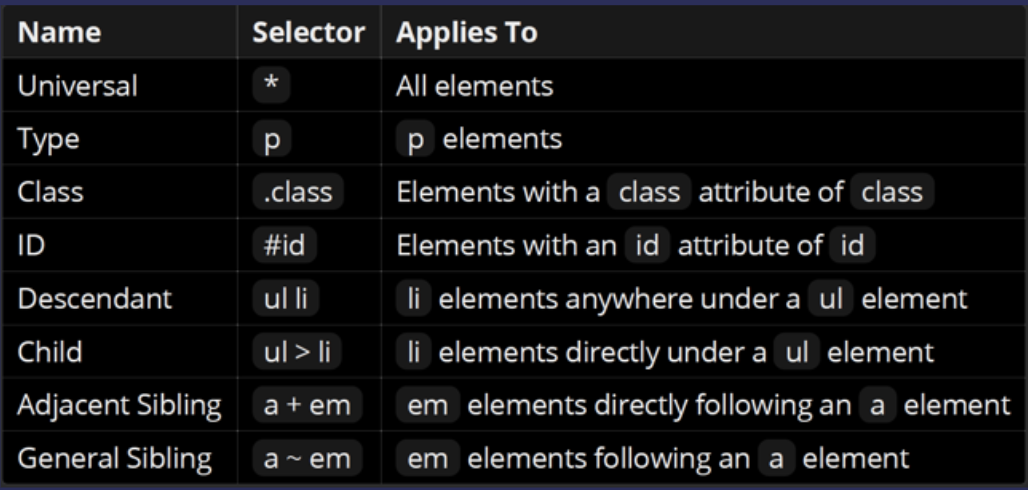 Name Selector Applies To
Universal * All elements
Type p p elements
Class .class Elements with a class attribute of class
ID #id Elements with an id attribute of id
Descendant ul li li elements anywhere under a ul element
Child ul > li li elements directly under a ul element
Adjacent Sibling a + em em elements directly following an a element
General Sibling a ~ em em elements following an a element